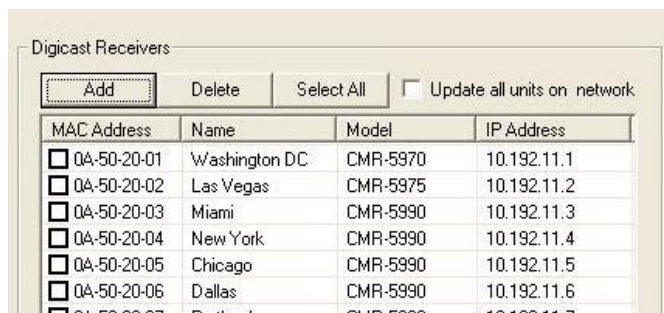 Digicast Receivers
Add Delete Select All Update all units on network
MAC Address Name Model IP Address
0A-50-20-01 Washington DC CMR-5970 10.192.11.1
0A-50-20-02 Las Vegas CMR-5975 10.192.11.2
0A-50-20-03 Miami CMR-5990 10.192.11.3
0A-50-20-04 New York CMR-5990 10.192.11.4
0A-50-20-05 Chicago CMR-5990 10.192.11.5
0A-50-20-06 Dallas CMR-5990 10.192.11.6